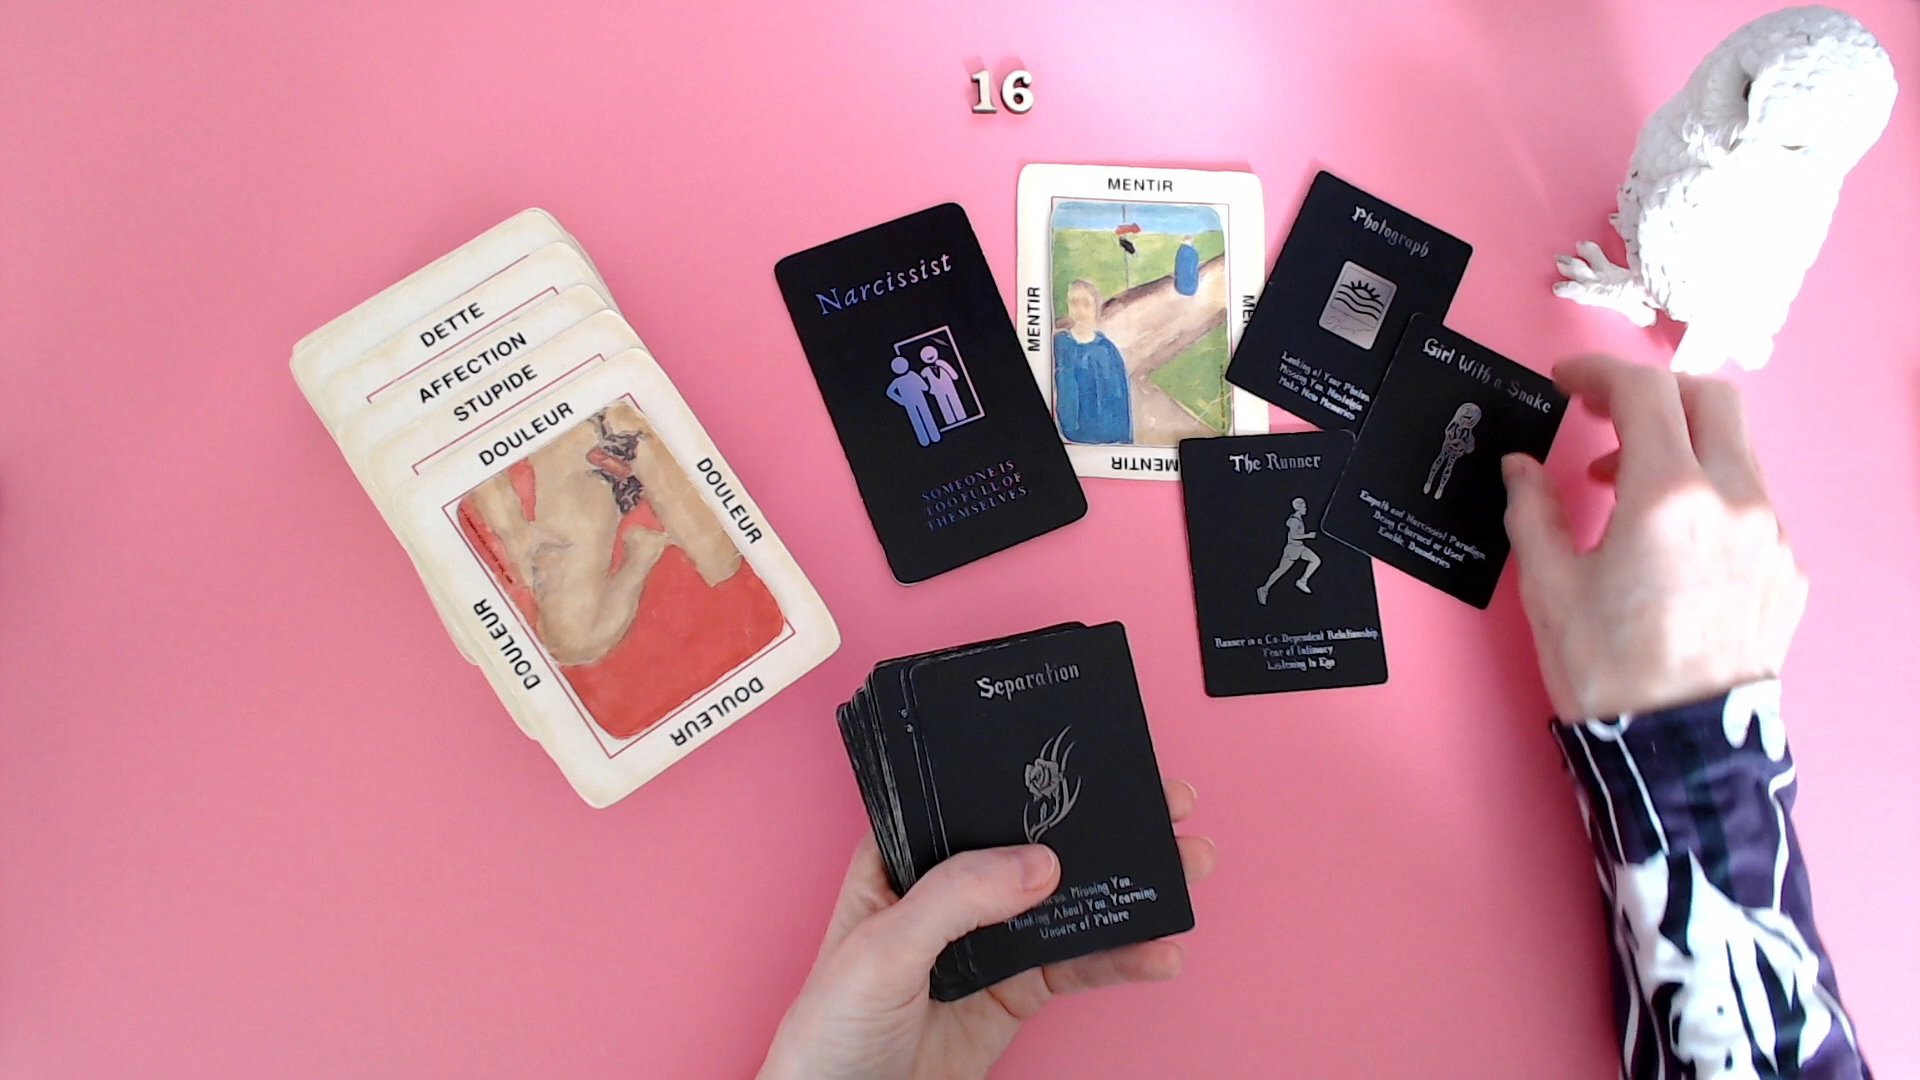 16
DETTE
AFFECTION
STUPIDE
DOULEUR
DOULEUR
DOULEUR
DOULEUR
Narcissist
SOMEONE IS
TOO FULL OF
THEMSELVES
MENTIR
MENTIR
ME
MENTIR
Photograph
Looking at Your Photos
Missing You, Nostalgia
Make New Memories
Girl With a Snake
Empath and Narcissist Paradigm
Being Charmed or Used
Enable, Boundaries
The Runner
Runner in a Co-Dependent Relationship
Fear of Intimacy
Listening to Ego
Separation
Missing You,
Thinking About You, Yearning,
Unsure of Future